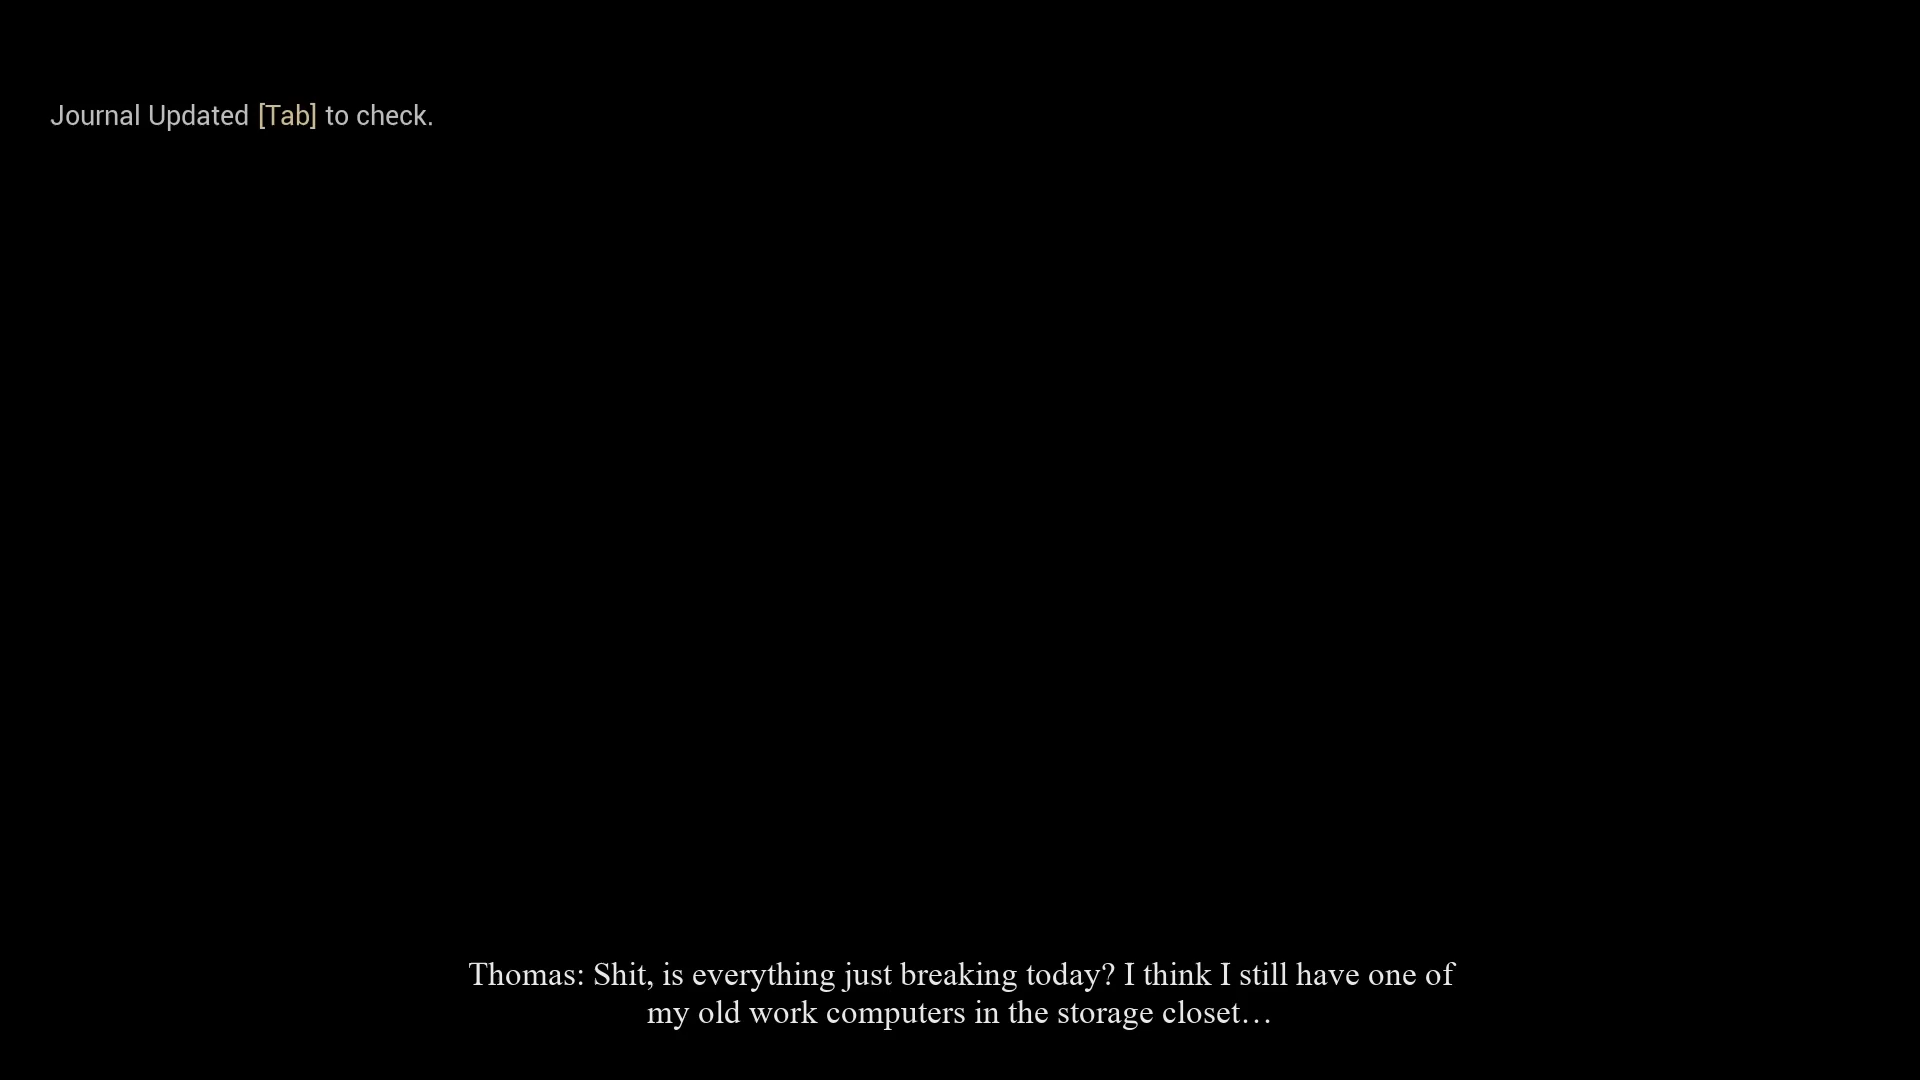 Journal Updated [Tab] to check.
Thomas: Shit, is everything just breaking today? I think I still have one of
my old work computers in the storage closet…